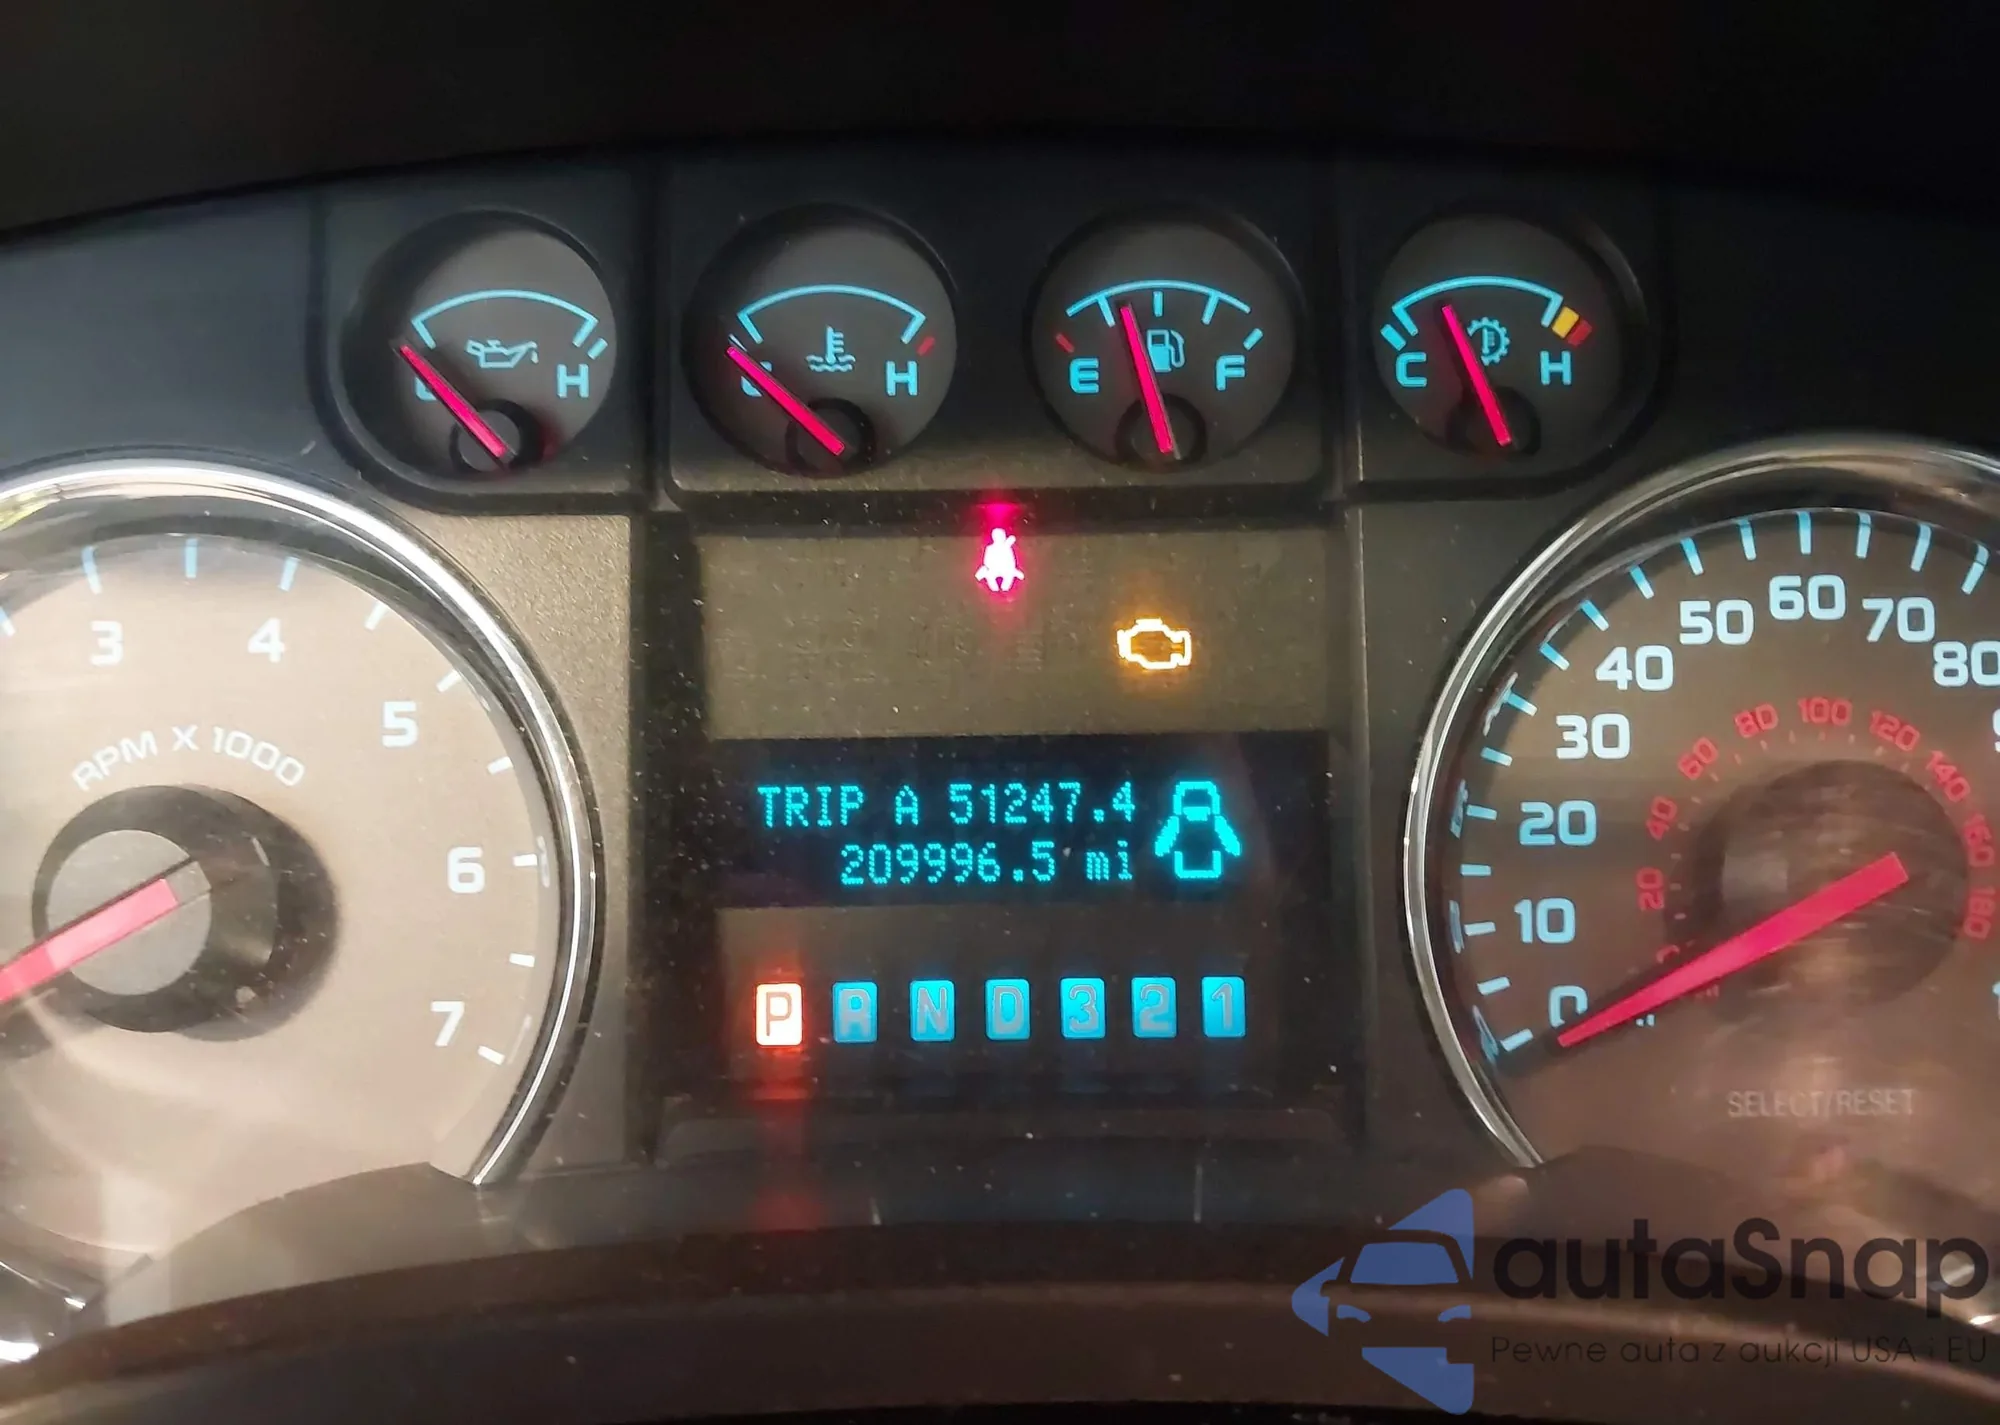 H
H
E
F
C
H
3
4
5
6
7
RPM X 1000
TRIP A 51247.4
209996.5 mi
P R N D 3 2 1
0
10
20
30
40
50
60
70
80
20
40
60
80
100
120
140
160
180
SELECT/RESET
autaSnap
Pewne auta z aukcji USA i EU